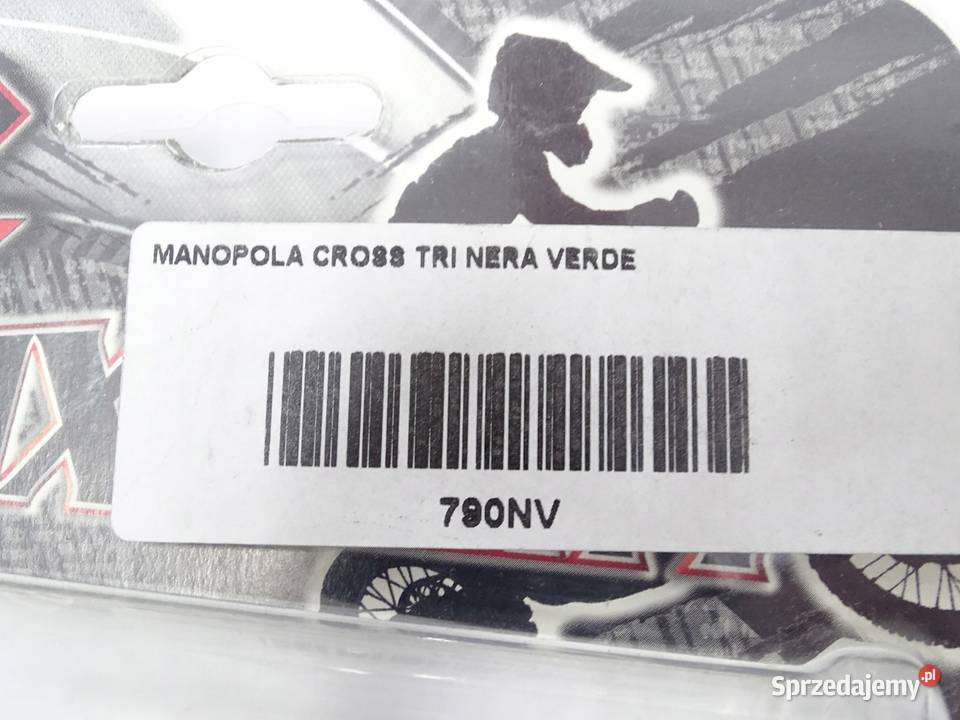 MANOPOLA CROSS TRI NERA VERDE
790NV
Sprzedajemy.pl